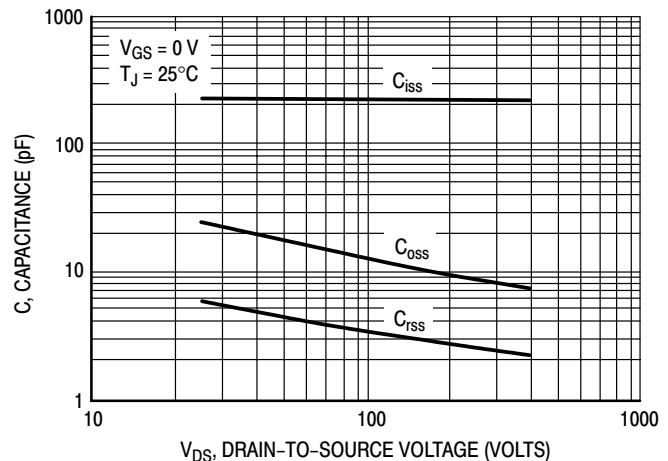 1000
V_GS = 0 V
T_J = 25°C
C_iss
100
C_oss
10
C_rss
1
10
100
1000
C, CAPACITANCE (pF)
V_DS, DRAIN-TO-SOURCE VOLTAGE (VOLTS)